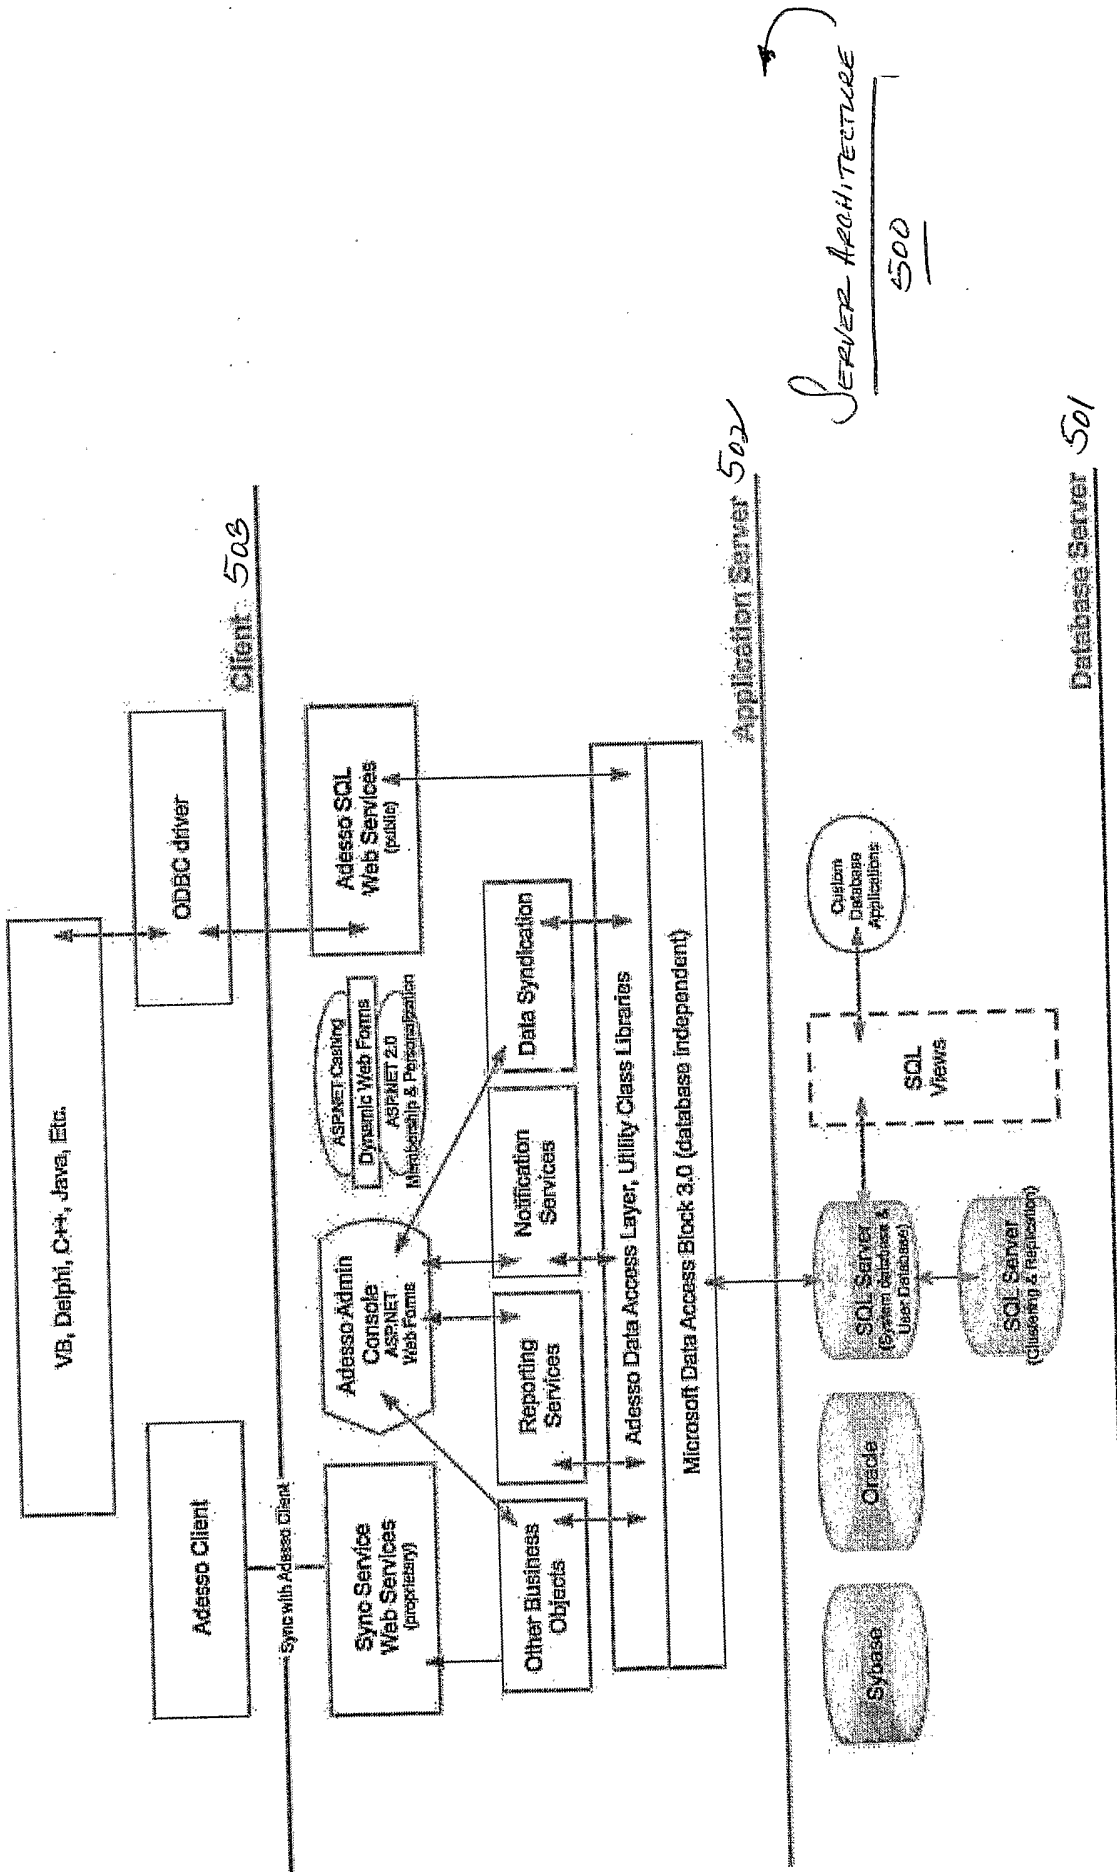 VB, Delphi, C++, Java, Etc.
Adesso Client
ODBC driver
Client 503
Sync with Adesso Client
Sync Service
Web Services
(proprietary)
Adesso Admin
Console
ASP.NET
Web Forms
ASP.NET Cashing
Dynamic Web Forms
ASP.NET 2.0
Membership & Personalization
Adesso SQL
Web Services
(public)
Other Business
Objects
Reporting
Services
Notification
Services
Data Syndication
Adesso Data Access Layer, Utility Class Libraries
Microsoft Data Access Block 3.0 (database independent)
Application Server 502
Sybase
Oracle
SQL Server
(System database &
User Database)
SQL Server
(Clustering & Replication)
SQL
Views
Custom
Database
Applications
Database Server 501
SERVER ARCHITECTURE
500